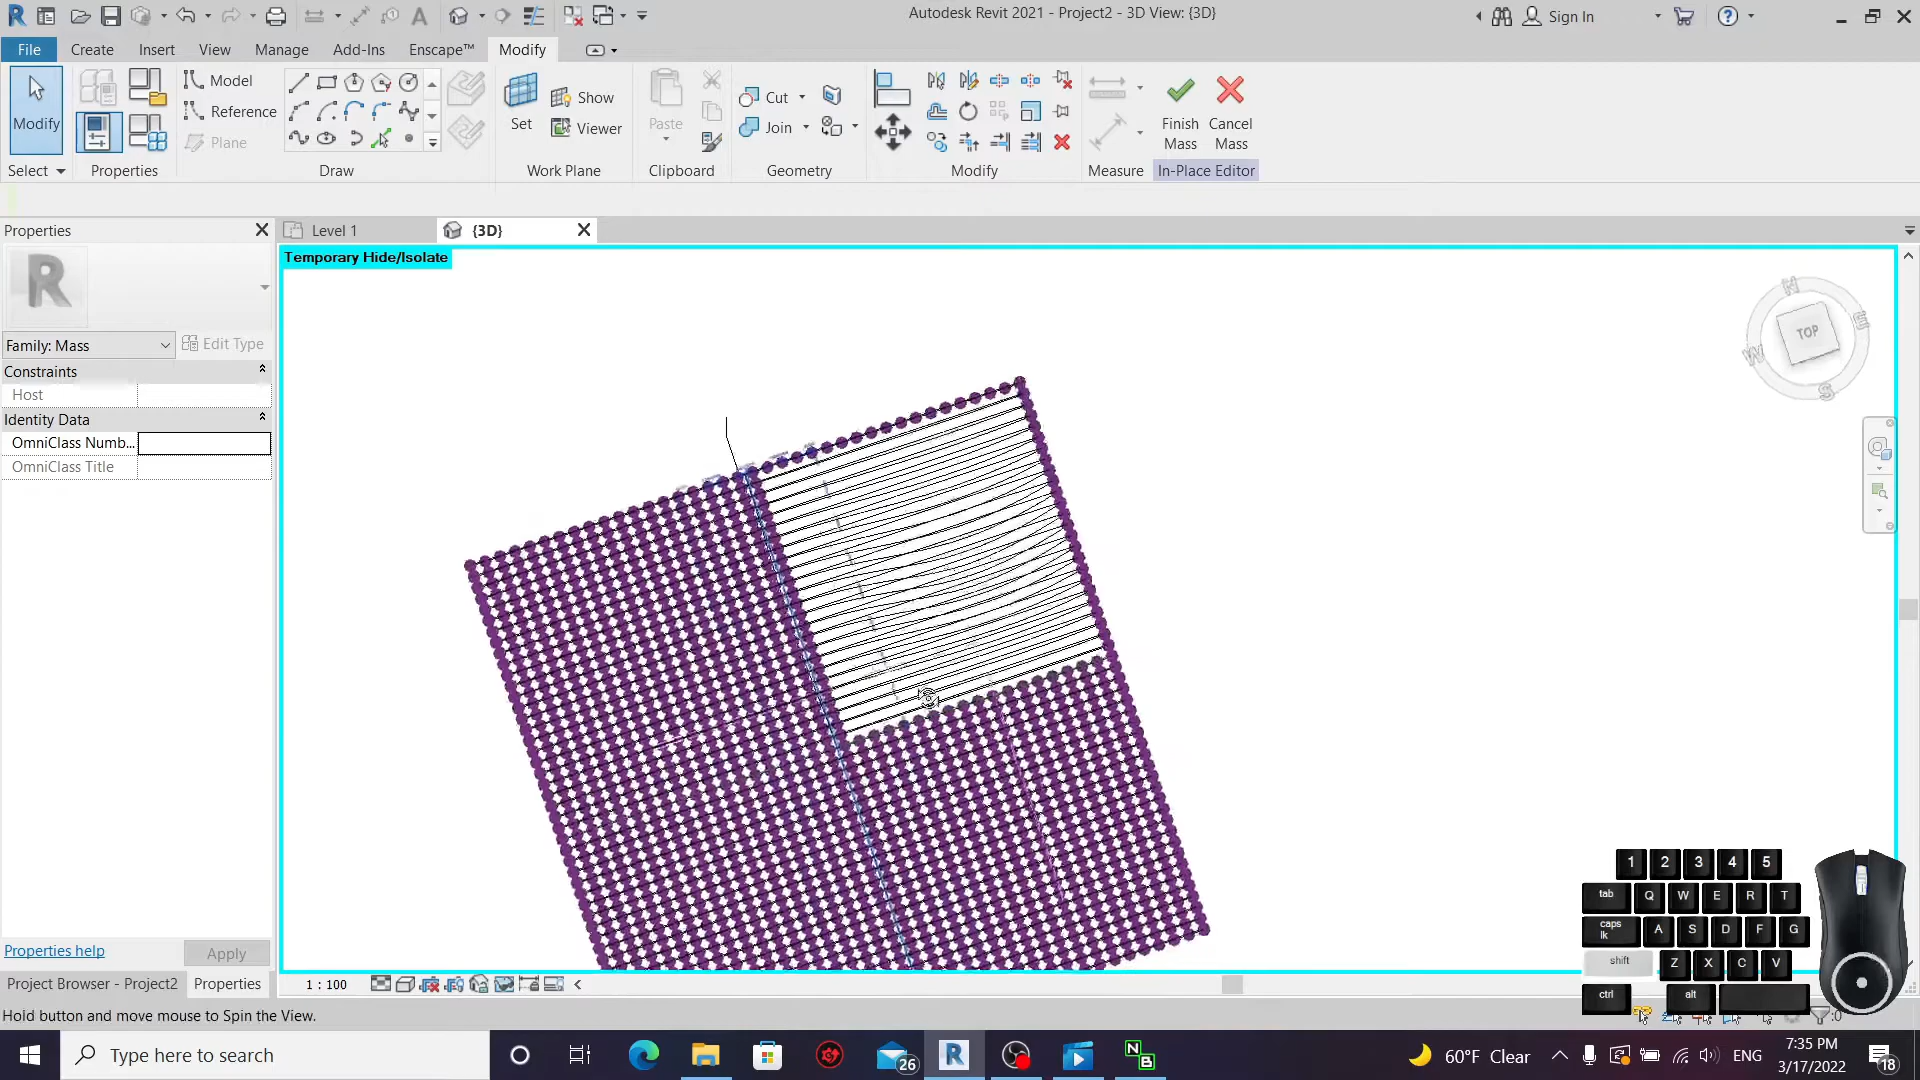 Autodesk Revit 2021 - Project2 - 3D View: {3D}
Sign In
File
Create
Insert
View
Manage
Add-Ins
Enscape™
Modify
Modify
Select
Properties
Model
Reference
Plane
Draw
Set
Show
Viewer
Work Plane
Paste
Clipboard
Cut
Join
Geometry
Modify
Measure
Finish
Mass
Cancel
Mass
In-Place Editor
Properties
Level 1
{3D}
Temporary Hide/Isolate
R
Family: Mass
Edit Type
Constraints
Host
Identity Data
OmniClass Numb...
OmniClass Title
N
E
S
W
TOP
Properties help
Apply
Project Browser - Project2
Properties
1 : 100
Hold button and move mouse to Spin the View.
:0
1 2 3 4 5
tab Q W E R T
caps lk A S D F G
shift Z X C V
ctrl alt
Type here to search
26
60°F Clear
ENG
7:35 PM
3/17/2022
18